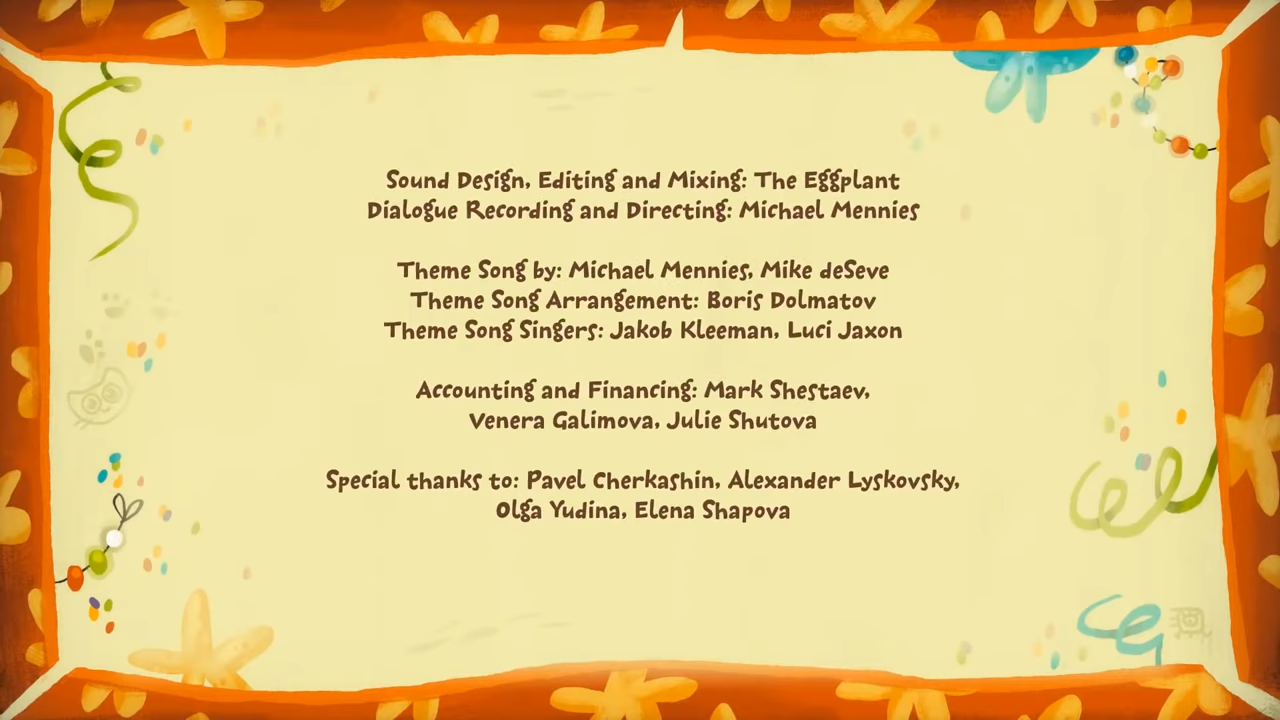 Sound Design, Editing and Mixing: The Eggplant
Dialogue Recording and Directing: Michael Mennies
Theme Song by: Michael Mennies, Mike deSeve
Theme Song Arrangement: Boris Dolmatov
Theme Song Singers: Jakob Kleeman, Luci Jaxon
Accounting and Financing: Mark Shestaev,
Venera Galimova, Julie Shutova
Special thanks to: Pavel Cherkashin, Alexander Lyskovsky,
Olga Yudina, Elena Shapova